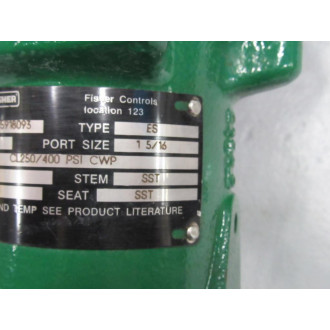 Fisher Controls
location 123
TYPE ES
PORT SIZE 1 5/16
CL250/400 PSI CWP
STEM SST
SEAT SST
TEMP SEE PRODUCT LITERATURE